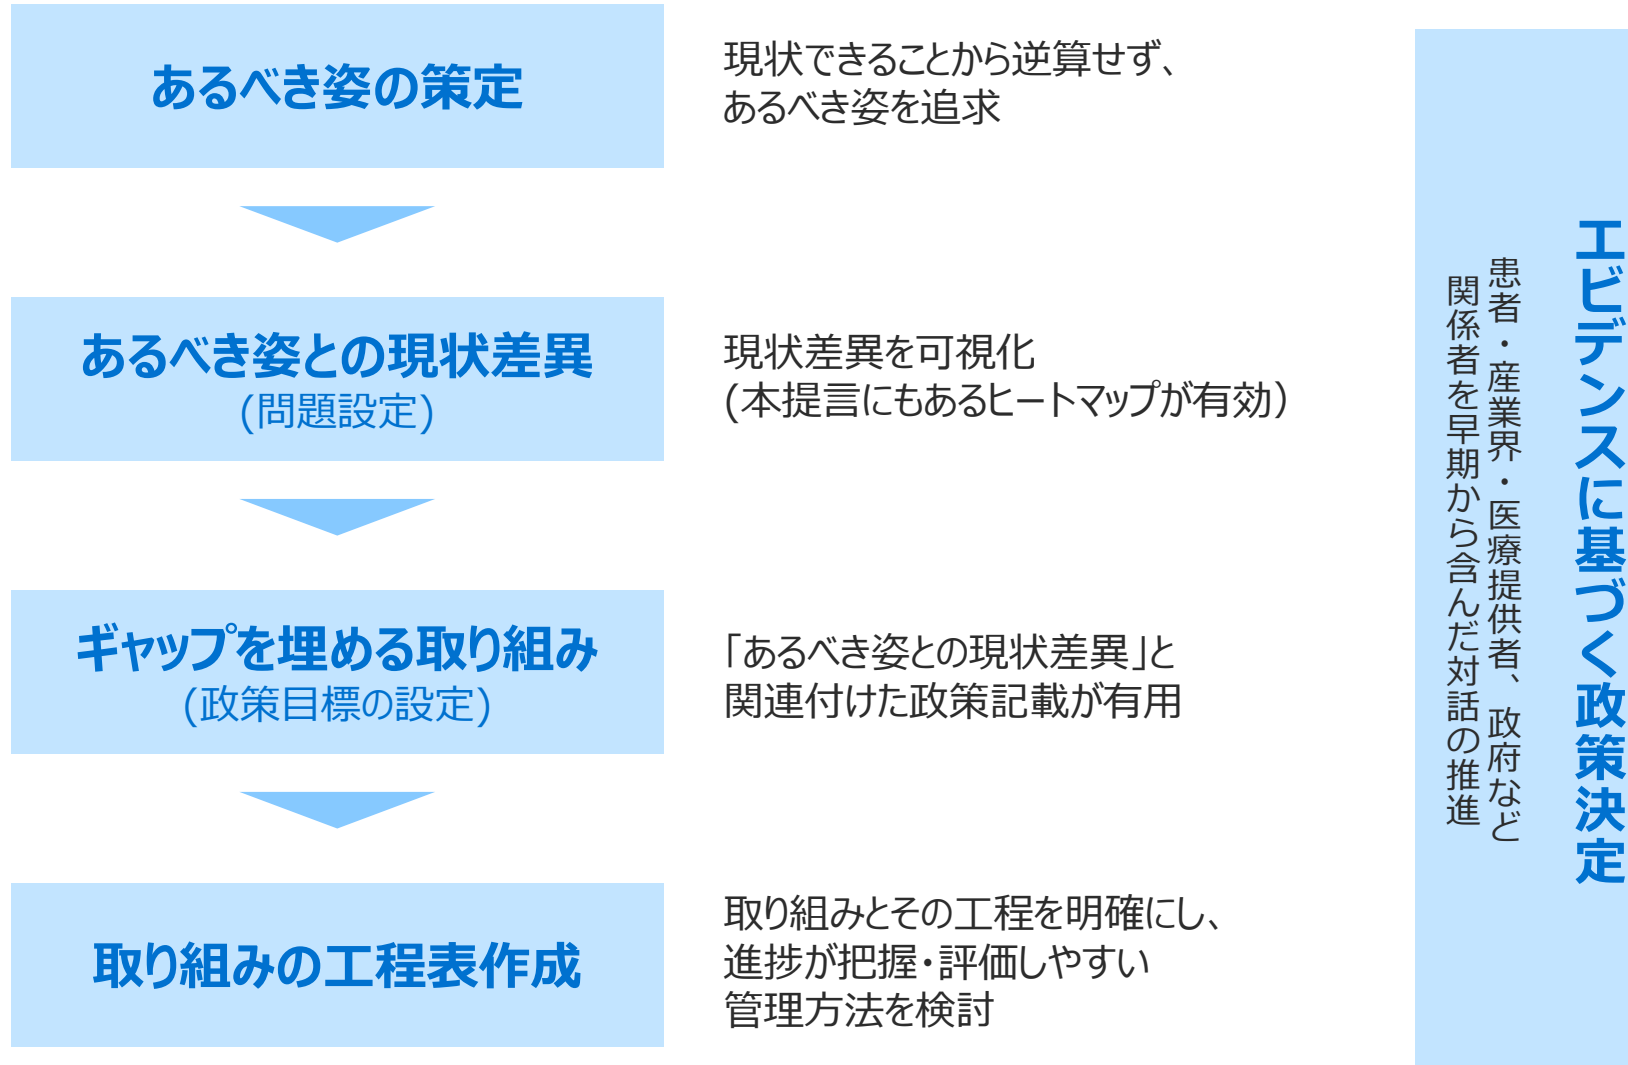 あるべき姿の策定
現状できることから逆算せず、
あるべき姿を追求
あるべき姿との現状差異
(問題設定)
現状差異を可視化
(本提言にもあるヒートマップが有効）
ギャップを埋める取り組み
(政策目標の設定)
「あるべき姿との現状差異」と
関連付けた政策記載が有用
取り組みの工程表作成
取り組みとその工程を明確にし、
進捗が把握・評価しやすい
管理方法を検討
エビデンスに基づく政策決定
患者・産業界・医療提供者、政府など
関係者を早期から含んだ対話の推進